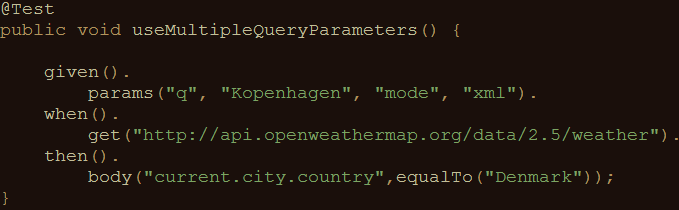 @Test
public void useMultipleQueryParameters() {
given().
params("q", "Kopenhagen", "mode", "xml").
when().
get("http://api.openweathermap.org/data/2.5/weather").
then().
body("current.city.country",equalTo("Denmark"));
}